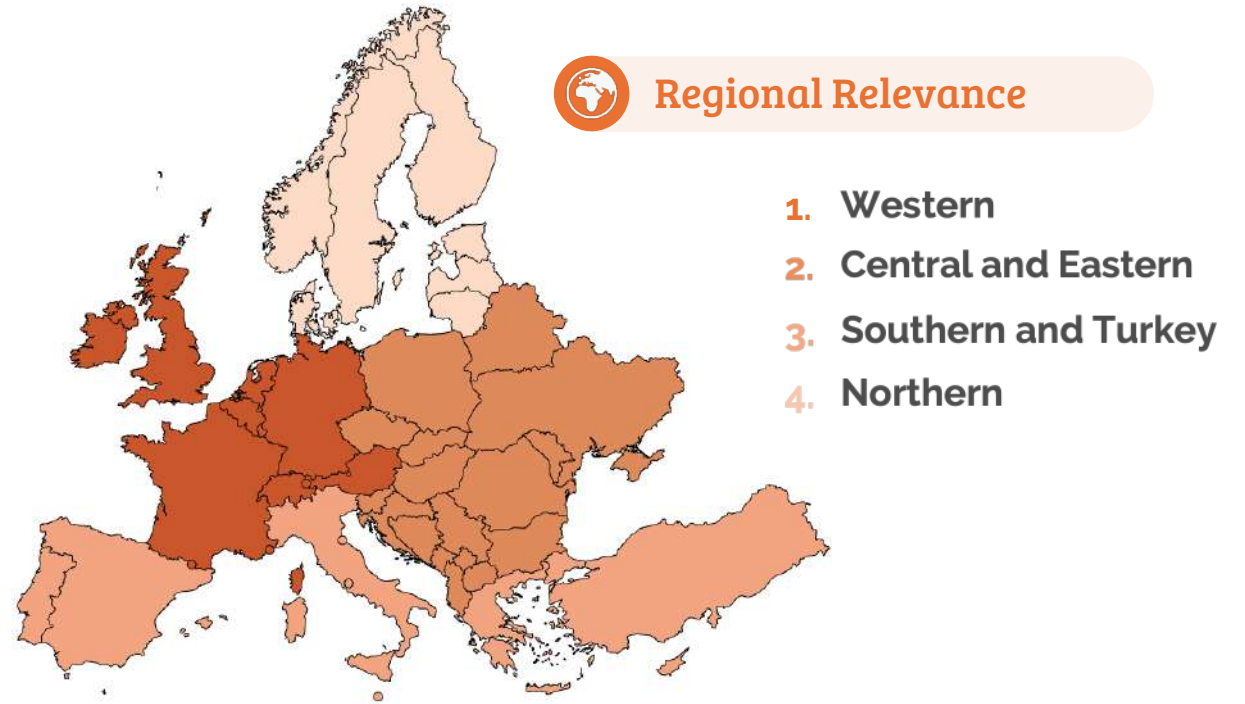 Regional Relevance
1. Western
2. Central and Eastern
3. Southern and Turkey
4. Northern